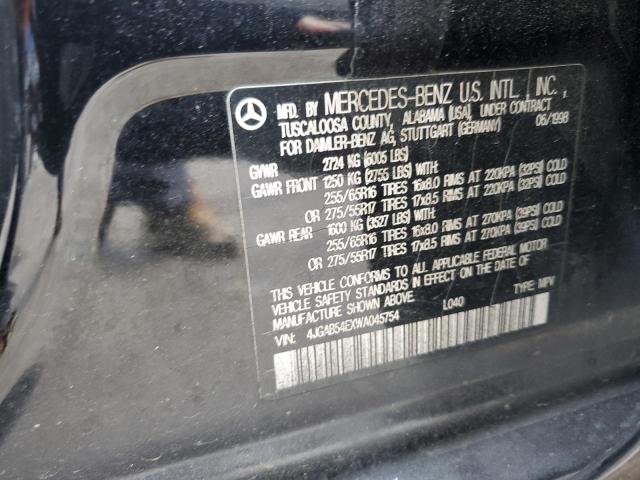 MFD. BY MERCEDES-BENZ U.S. INTL., INC.,
TUSCALOOSA COUNTY, ALABAMA (USA), UNDER CONTRACT
FOR DAIMLER-BENZ AG, STUTTGART (GERMANY) 06/1998
GVWR 2724 KG (6005 LBS)
GAWR FRONT 1250 KG (2755 LBS) WITH:
255/65R16 TIRES 16x8.0 RIMS AT 220KPA (32PSI) COLD
OR 275/55R17 TIRES 17x8.5 RIMS AT 220KPA (32PSI) COLD
GAWR REAR 1600 KG (3527 LBS) WITH:
255/65R16 TIRES 16x8.0 RIMS AT 270KPA (39PSI) COLD
OR 275/55R17 TIRES 17x8.5 RIMS AT 270KPA (39PSI) COLD
THIS VEHICLE CONFORMS TO ALL APPLICABLE FEDERAL MOTOR
VEHICLE SAFETY STANDARDS IN EFFECT ON THE DATE OF
MANUFACTURE SHOWN ABOVE.
VIN: 4JGAB54EXWA045754 L040 TYPE: MPV